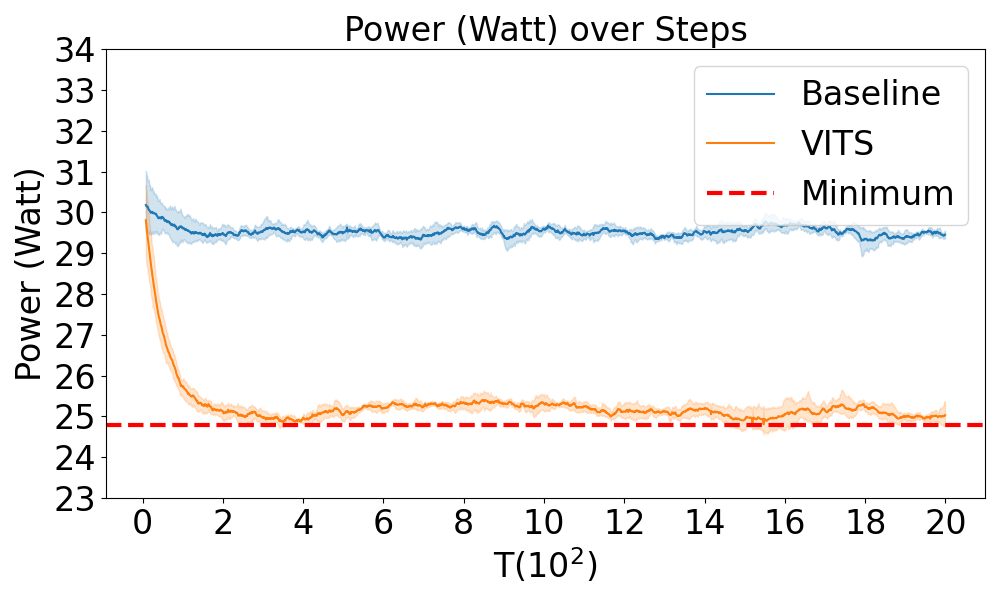 Power (Watt) over Steps
Power (Watt)
34
33
32
31
30
29
28
27
26
25
24
23
Baseline
VITS
Minimum
0 2 4 6 8 10 12 14 16 18 20
T(10²)